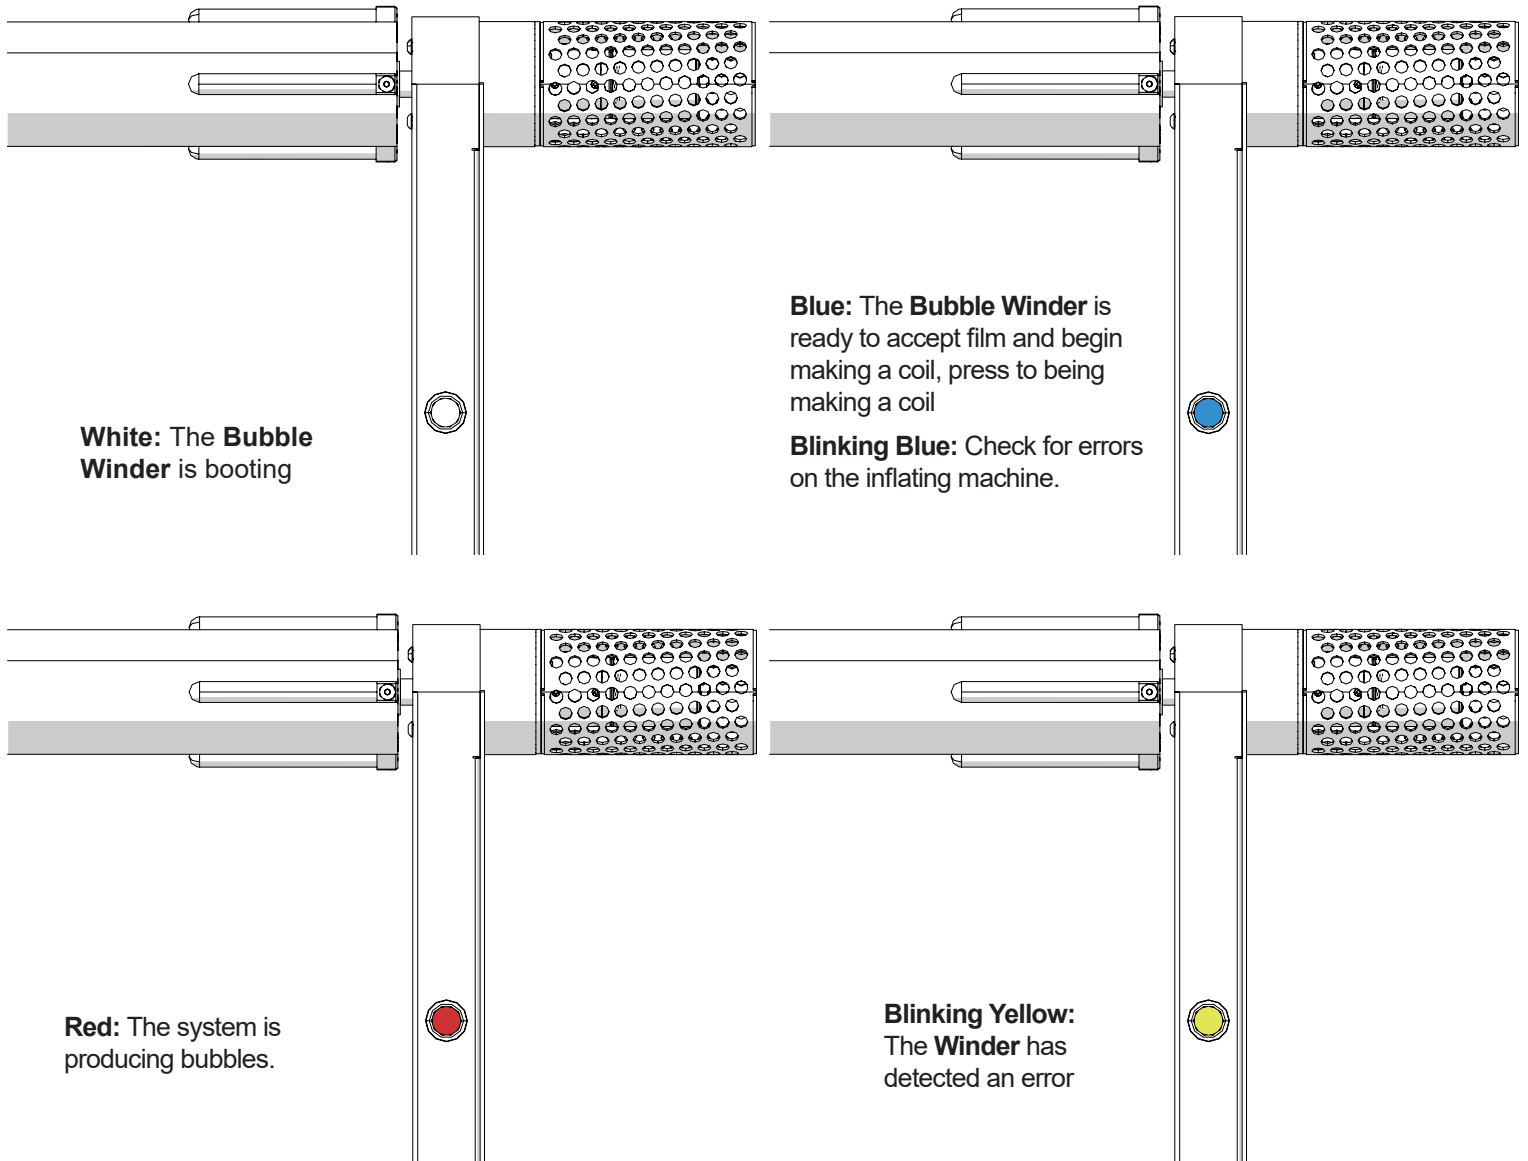 White: The Bubble
Winder is booting
Blue: The Bubble Winder is
ready to accept film and begin
making a coil, press to being
making a coil
Blinking Blue: Check for errors
on the inflating machine.
Red: The system is
producing bubbles.
Blinking Yellow:
The Winder has
detected an error